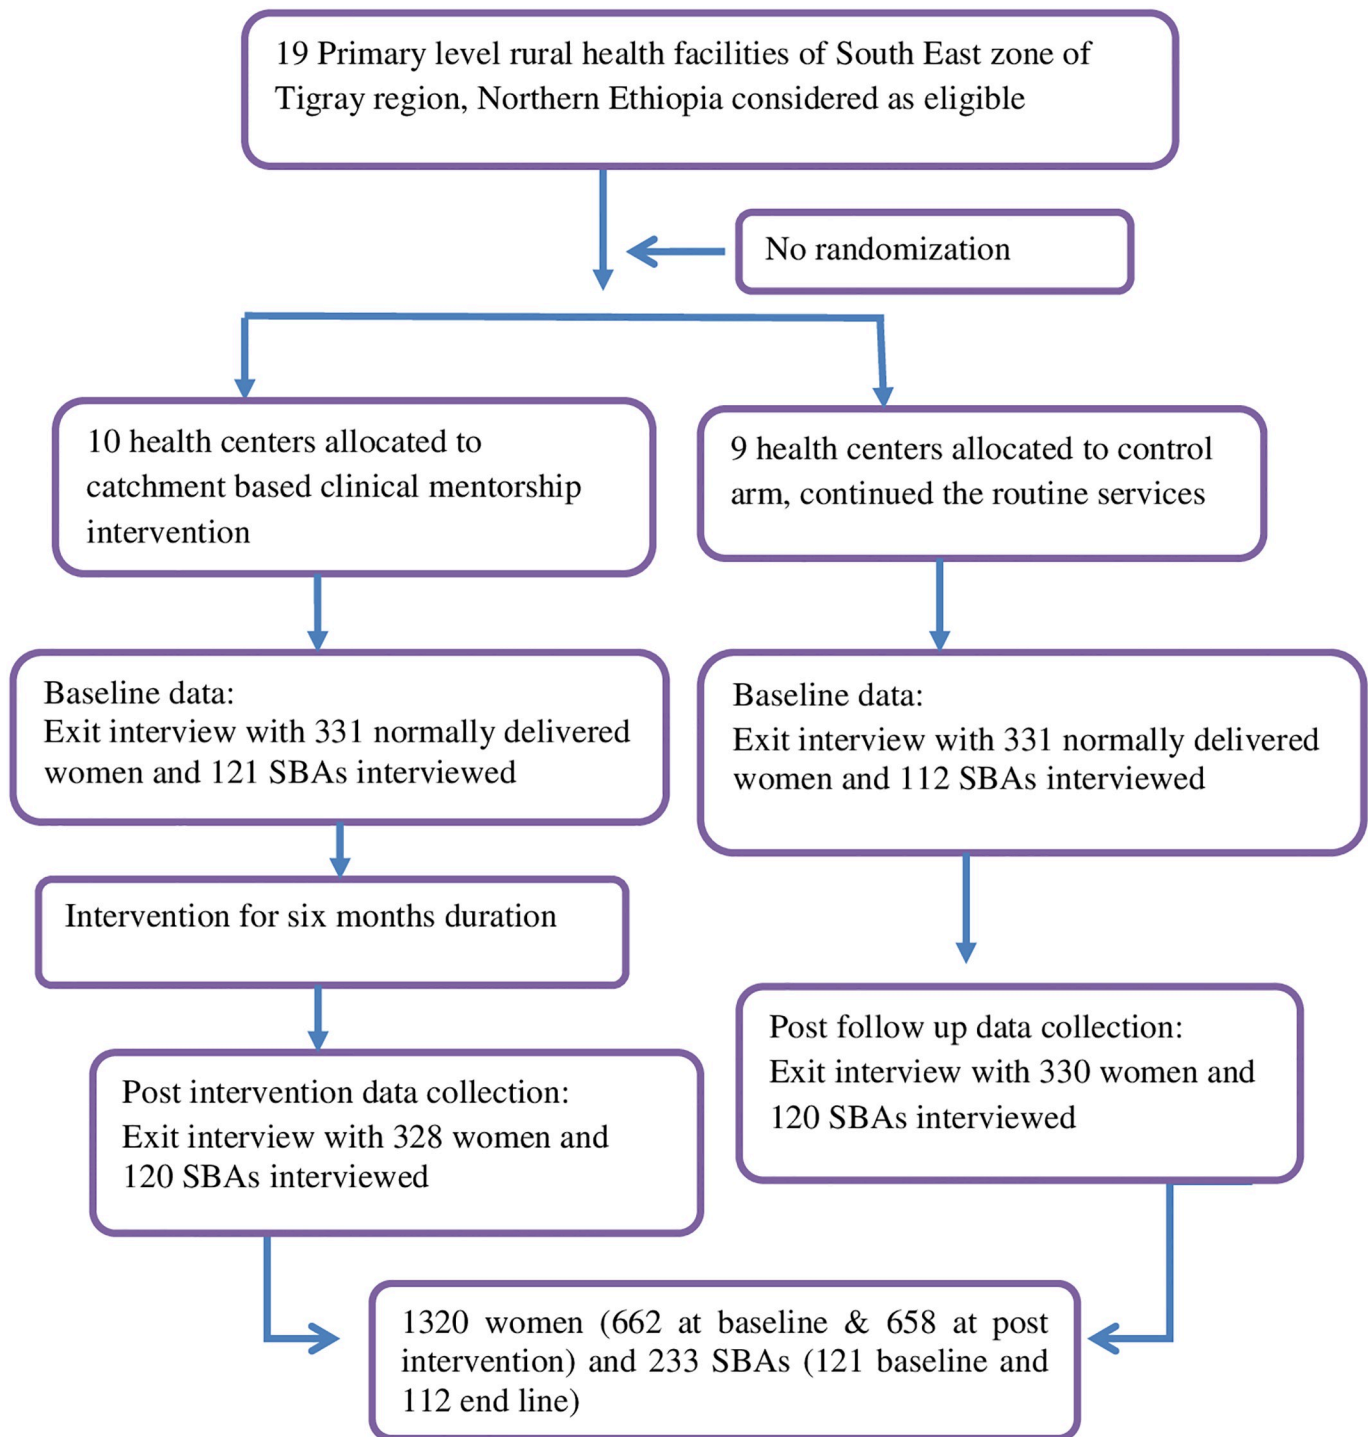 19 Primary level rural health facilities of South East zone of
Tigray region, Northern Ethiopia considered as eligible
No randomization
10 health centers allocated to
catchment based clinical mentorship
intervention
9 health centers allocated to control
arm, continued the routine services
Baseline data:
Exit interview with 331 normally delivered
women and 121 SBAs interviewed
Baseline data:
Exit interview with 331 normally delivered
women and 112 SBAs interviewed
Intervention for six months duration
Post intervention data collection:
Exit interview with 328 women and
120 SBAs interviewed
Post follow up data collection:
Exit interview with 330 women and
120 SBAs interviewed
1320 women (662 at baseline & 658 at post
intervention) and 233 SBAs (121 baseline and
112 end line)